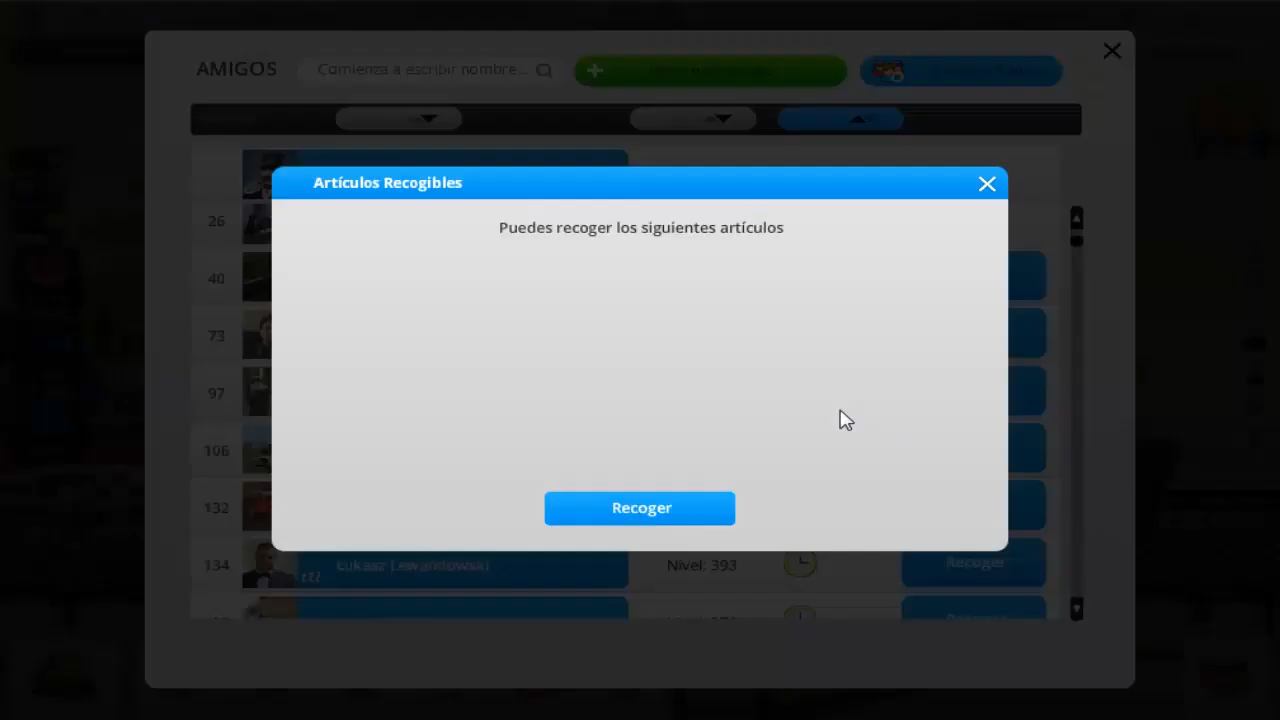 AMIGOS
Comienza a escribir nombre...
Artículos Recogibles
Puedes recoger los siguientes artículos
26
40
73
97
106
132
Recoger
134
Łukasz Lewandowski
Nivel: 393
Recoger